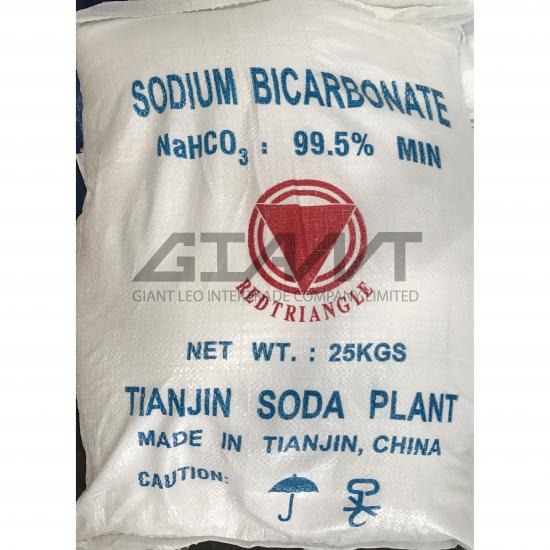 SODIUM BICARBONATE
NaHCO₃ : 99.5% MIN
GIANT
GIANT LEO INTERTRADE COMPANY LIMITED
REDTRIANGLE
NET WT. : 25KGS
TIANJIN SODA PLANT
MADE IN TIANJIN, CHINA
CAUTION: